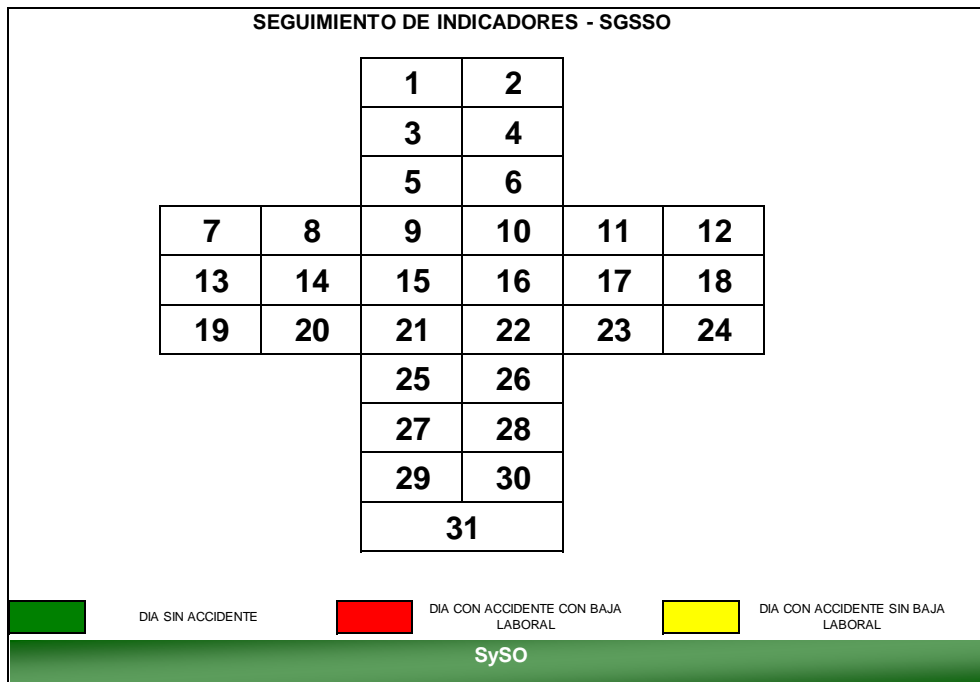 SEGUIMIENTO DE INDICADORES - SGSSO
1 2
3 4
5 6
7 8 9 10 11 12
13 14 15 16 17 18
19 20 21 22 23 24
25 26
27 28
29 30
31
DIA SIN ACCIDENTE
DIA CON ACCIDENTE CON BAJA
LABORAL
DIA CON ACCIDENTE SIN BAJA
LABORAL
SySO